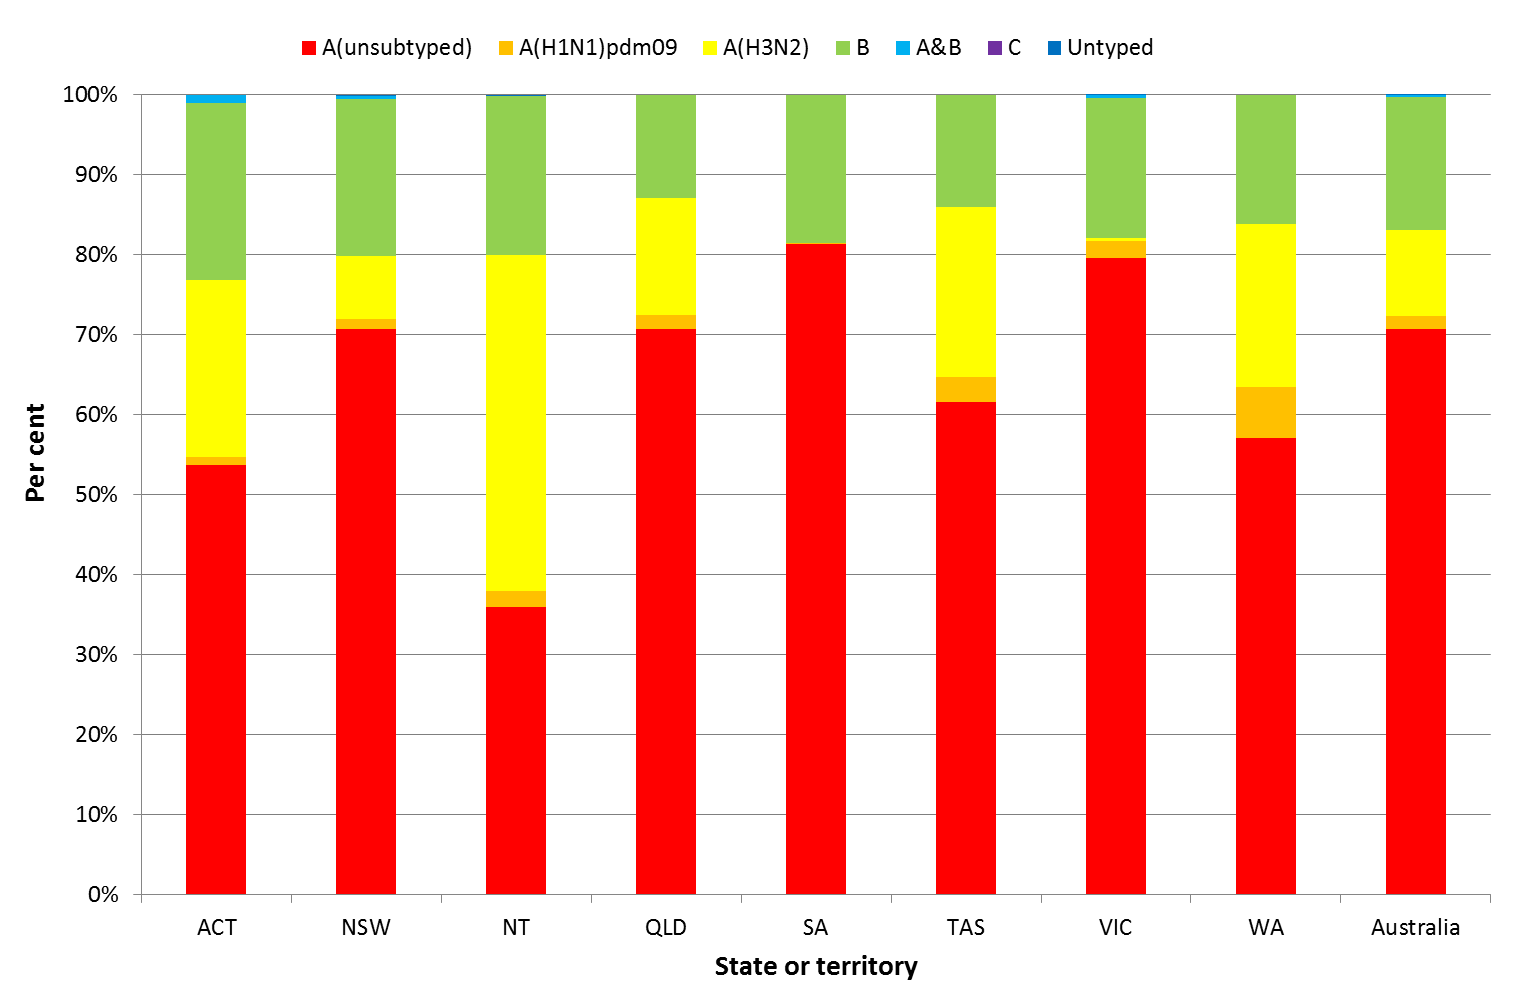 A(unsubtyped) A(H1N1)pdm09 A(H3N2) B A&B C Untyped
100%
90%
80%
70%
60%
50%
40%
30%
20%
10%
0%
Per cent
ACT NSW NT QLD SA TAS VIC WA Australia
State or territory